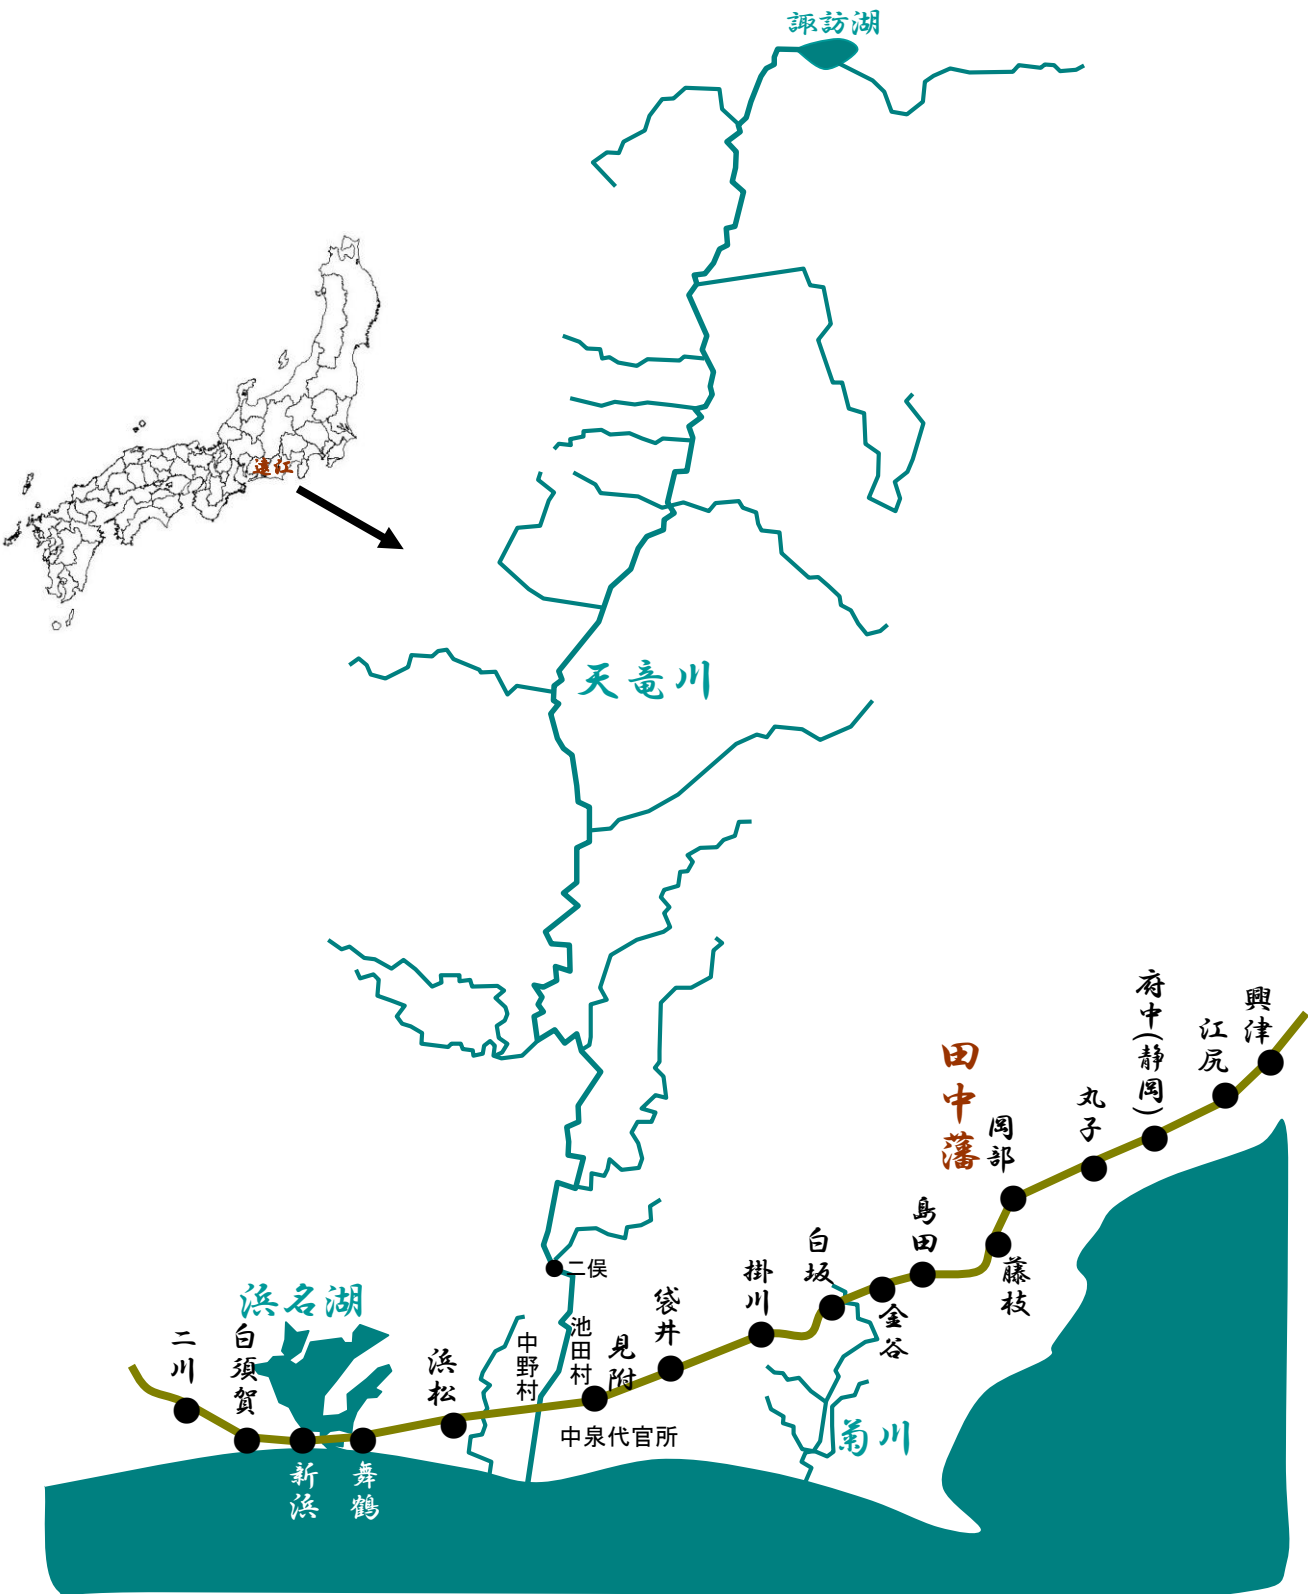 諏訪湖
遠江
天竜川
興津
江尻
府中(静岡)
丸子
岡部
田中藩
藤枝
島田
金谷
白坂
掛川
袋井
見附
池田村
中野村
二俣
中泉代官所
菊川
浜松
浜名湖
舞鶴
新浜
白須賀
二川